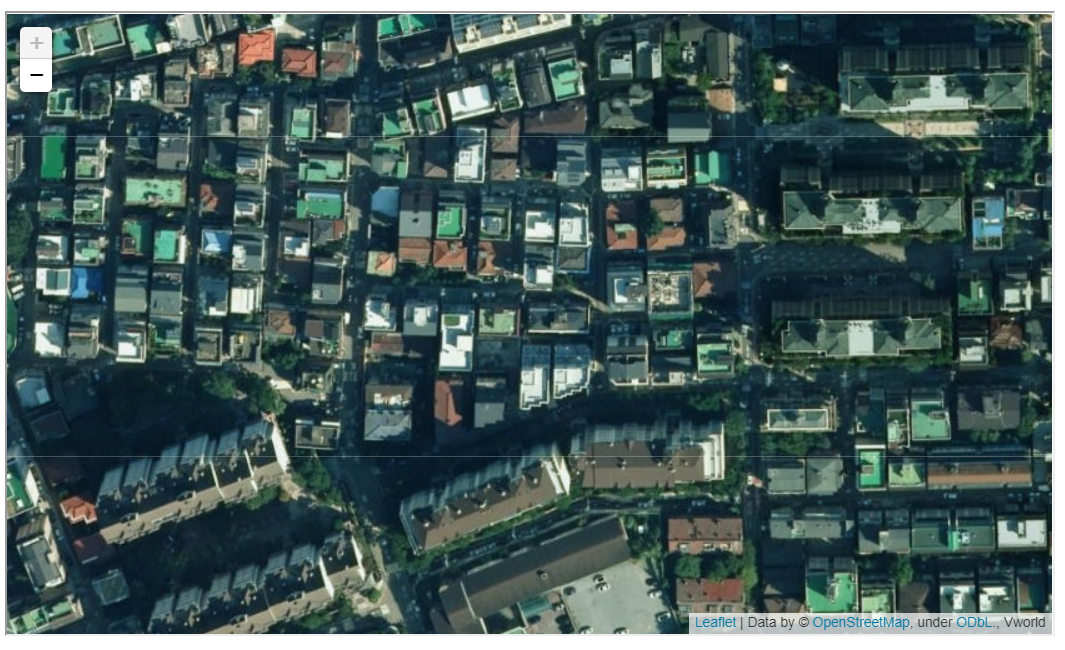 +
−
Leaflet | Data by © OpenStreetMap, under ODbL., Vworld